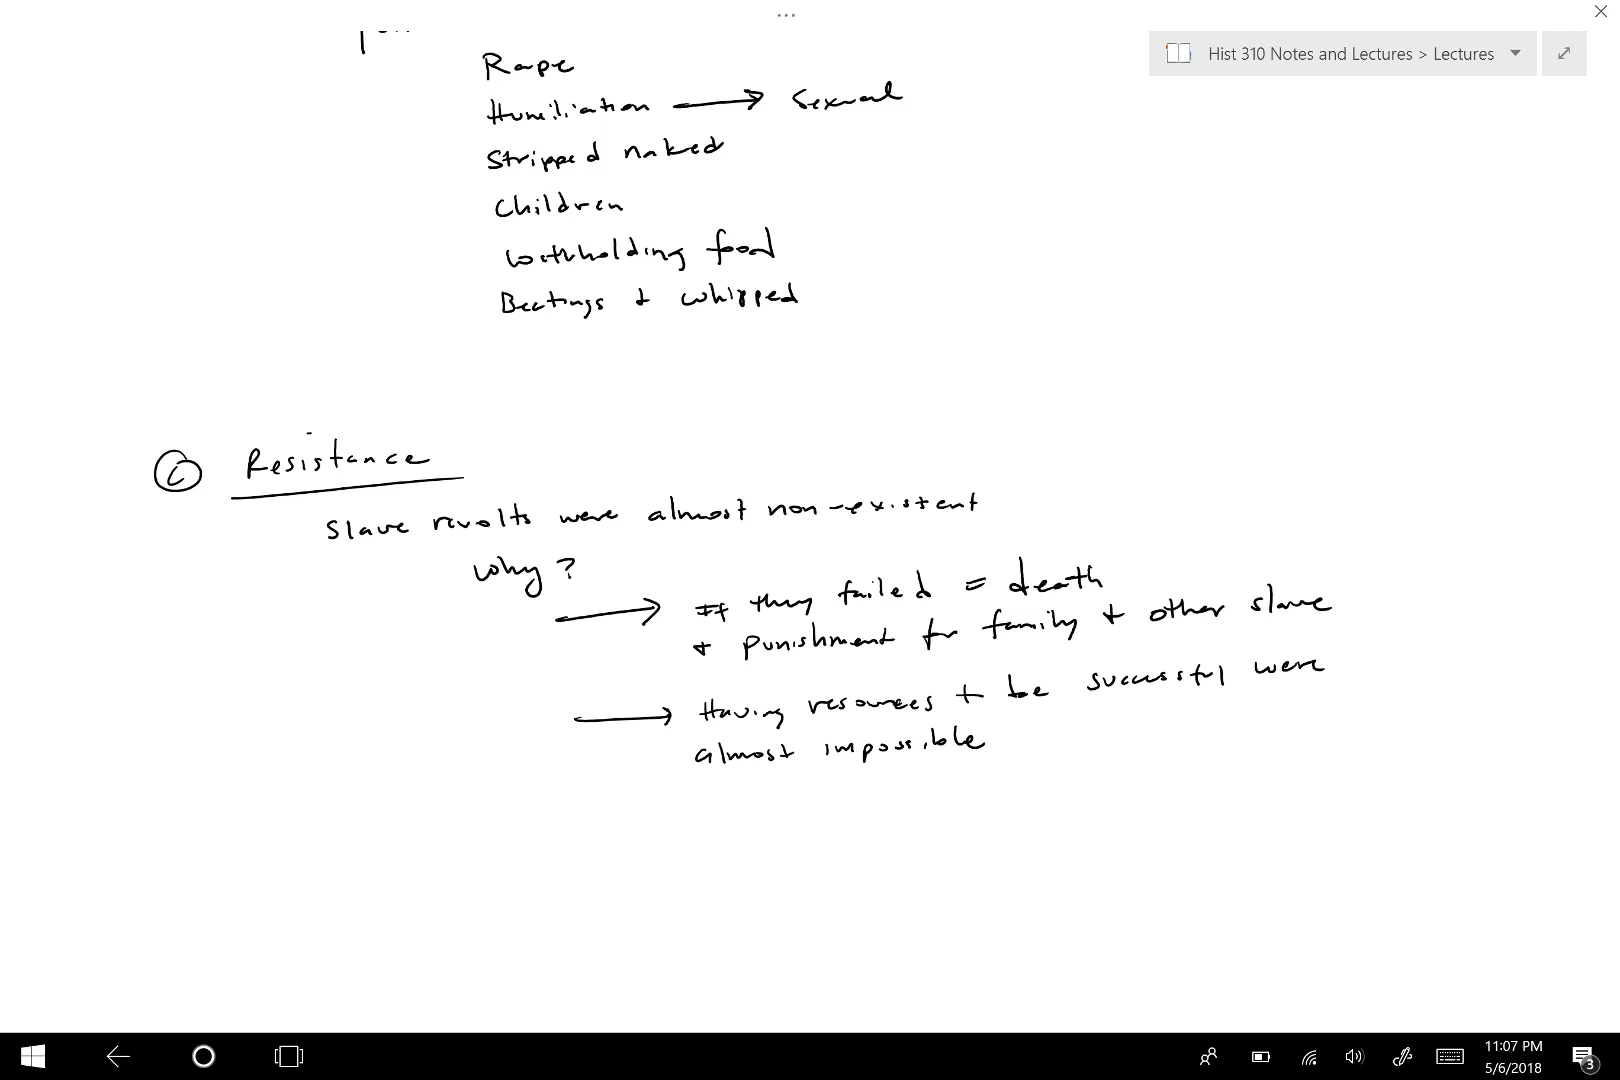 Hist 310 Notes and Lectures > Lectures
Rape
Humiliation → Sexual
Stripped naked
Children
Withholding food
Beatings + whipped
C Resistance
Slave revolts were almost non-existent
Why?
→ If they failed = death
+ punishment for family + other slave
→ Having resources t be successful were
almost impossible
11:07 PM
5/6/2018
3